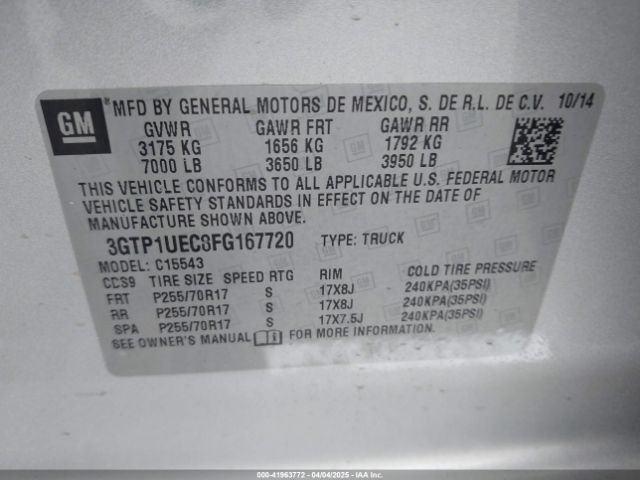 GM
® MFD BY GENERAL MOTORS DE MEXICO, S. DE R.L. DE C.V. 10/14
GVWR GAWR FRT GAWR RR
3175 KG 1656 KG 1792 KG
7000 LB 3650 LB 3950 LB
THIS VEHICLE CONFORMS TO ALL APPLICABLE U.S. FEDERAL MOTOR
VEHICLE SAFETY STANDARDS IN EFFECT ON THE DATE OF
MANUFACTURE SHOWN ABOVE.
3GTP1UEC8FG167720 TYPE: TRUCK
MODEL: C15543
CDS9 TIRE SIZE SPEED RTG RIM COLD TIRE PRESSURE
FRT P255/70R17 S 17X8J 240KPA(35PSI)
RR P255/70R17 S 17X8J 240KPA(35PSI)
SPA P255/70R17 S 17X7.5J 240KPA(35PSI)
SEE OWNER'S MANUAL FOR MORE INFORMATION.
000-41963772 - 04/04/2025 - IAAI.COM